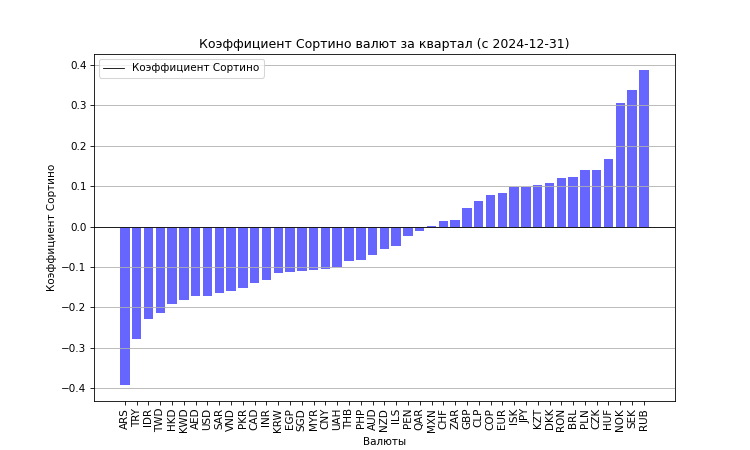 Коэффициент Сортино валют за квартал (с 2024-12-31)
Коэффициент Сортино
0.4
0.3
0.2
0.1
0.0
−0.1
−0.2
−0.3
−0.4
Коэффициент Сортино
ARS TRY IDR TWD HKD KWD AED USD SAR VND PKR CAD INR KRW EGP SGD MYR CNY UAH THB PHP AUD NZD ILS PEN QAR MXN CHF ZAR GBP CLP COP EUR ISK JPY KZT DKK RON BRL PLN CZK HUF NOK SEK RUB
Валюты